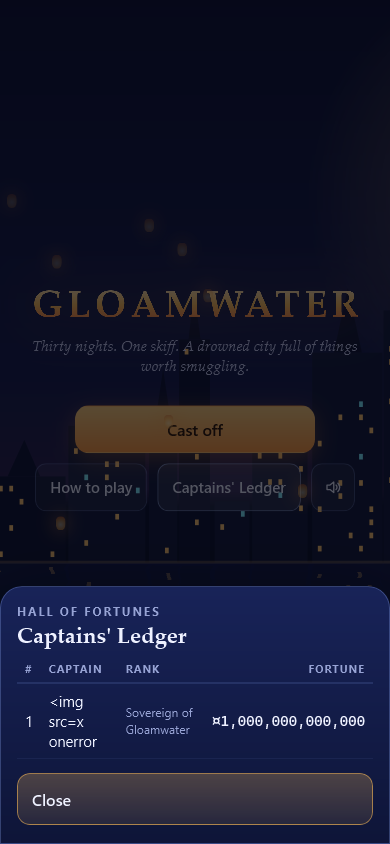 GLOAMWATER
Thirty nights. One skiff. A drowned city full of things
worth smuggling.
Cast off
How to play
Captains' Ledger
HALL OF FORTUNES
Captains' Ledger
# CAPTAIN RANK FORTUNE
1 <img src=x onerror Sovereign of Gloamwater ¤1,000,000,000,000
Close